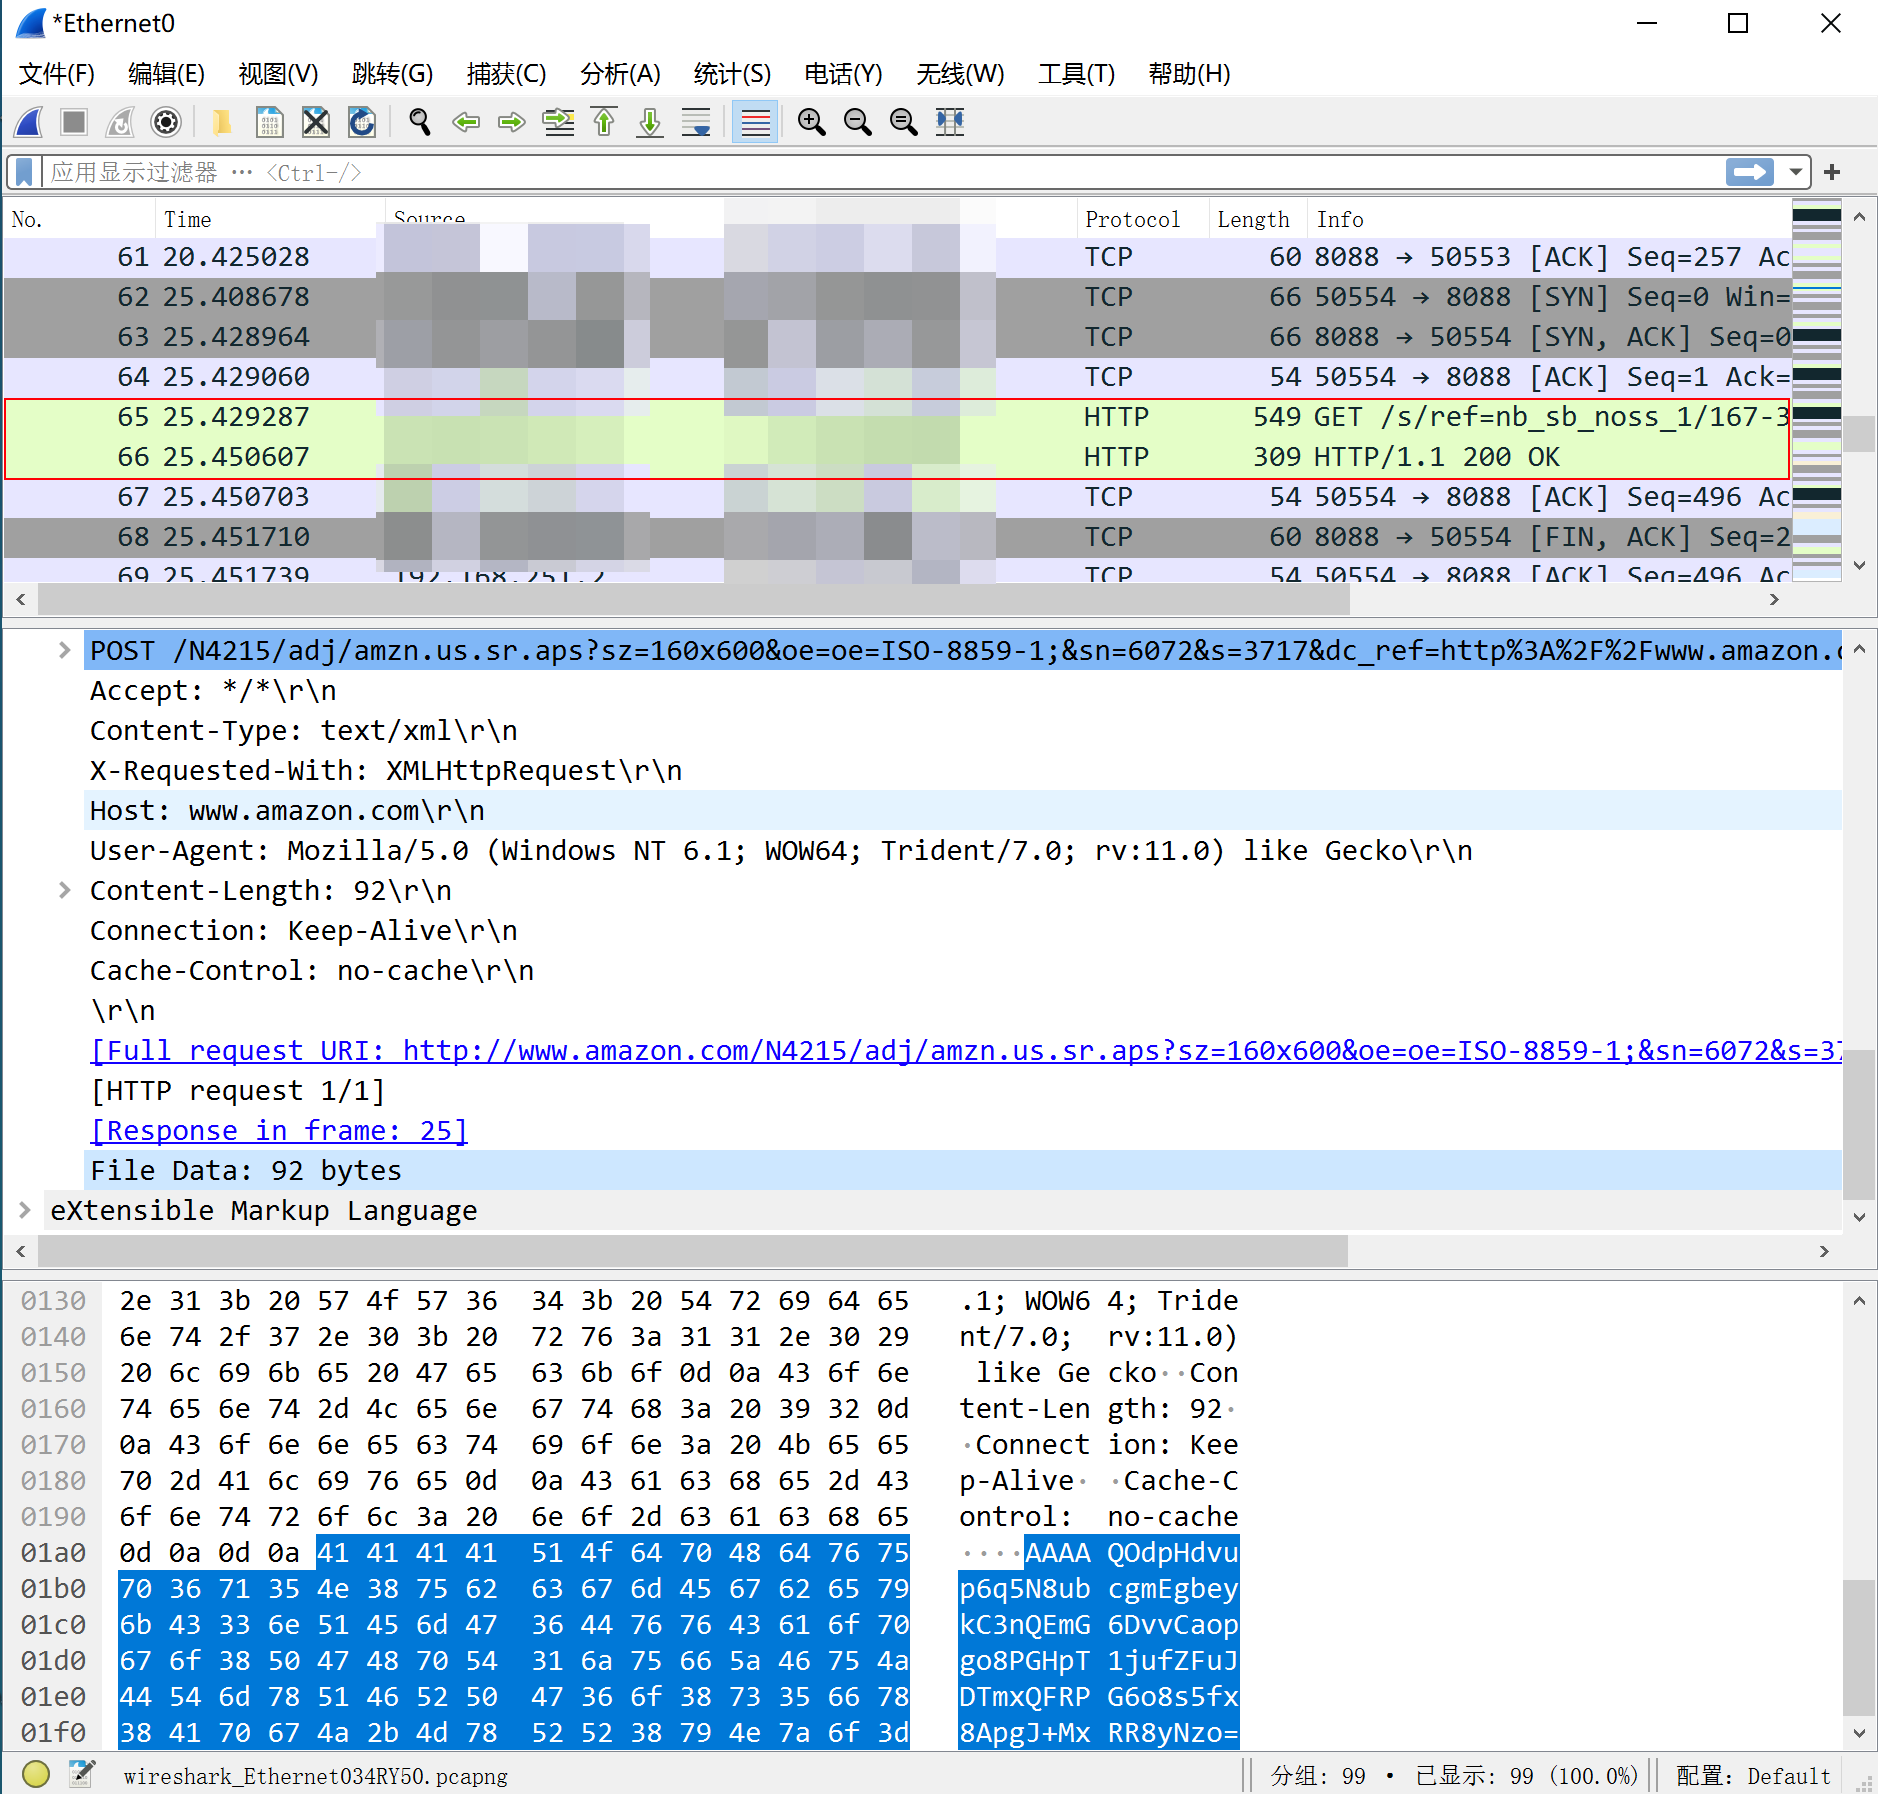 *Ethernet0
文件(F) 编辑(E) 视图(V) 跳转(G) 捕获(C) 分析(A) 统计(S) 电话(Y) 无线(W) 工具(T) 帮助(H)
应用显示过滤器 … <Ctrl-/>
No. Time Source Protocol Length Info
61 20.425028 TCP 60 8088 → 50553 [ACK] Seq=257 Ac
62 25.408678 TCP 66 50554 → 8088 [SYN] Seq=0 Win=
63 25.428964 TCP 66 8088 → 50554 [SYN, ACK] Seq=0
64 25.429060 TCP 54 50554 → 8088 [ACK] Seq=1 Ack=
65 25.429287 HTTP 549 GET /s/ref=nb_sb_noss_1/167-3
66 25.450607 HTTP 309 HTTP/1.1 200 OK
67 25.450703 TCP 54 50554 → 8088 [ACK] Seq=496 Ac
68 25.451710 TCP 60 8088 → 50554 [FIN, ACK] Seq=2
69 25.451739 192.168.251.2 TCP 54 50554 → 8088 [ACK] Seq=496 Ac
POST /N4215/adj/amzn.us.sr.aps?sz=160x600&oe=oe=ISO-8859-1;&sn=6072&s=3717&dc_ref=http%3A%2F%2Fwww.amazon.c
Accept: */*\r\n
Content-Type: text/xml\r\n
X-Requested-With: XMLHttpRequest\r\n
Host: www.amazon.com\r\n
User-Agent: Mozilla/5.0 (Windows NT 6.1; WOW64; Trident/7.0; rv:11.0) like Gecko\r\n
Content-Length: 92\r\n
Connection: Keep-Alive\r\n
Cache-Control: no-cache\r\n
\r\n
[Full request URI: http://www.amazon.com/N4215/adj/amzn.us.sr.aps?sz=160x600&oe=oe=ISO-8859-1;&sn=6072&s=37
[HTTP request 1/1]
[Response in frame: 25]
File Data: 92 bytes
eXtensible Markup Language
0130 2e 31 3b 20 57 4f 57 36 34 3b 20 54 72 69 64 65 .1; WOW6 4; Tride
0140 6e 74 2f 37 2e 30 3b 20 72 76 3a 31 31 2e 30 29 nt/7.0; rv:11.0)
0150 20 6c 69 6b 65 20 47 65 63 6b 6f 0d 0a 43 6f 6e like Ge cko··Con
0160 74 65 6e 74 2d 4c 65 6e 67 74 68 3a 20 39 32 0d tent-Len gth: 92·
0170 0a 43 6f 6e 6e 65 63 74 69 6f 6e 3a 20 4b 65 65 ·Connect ion: Kee
0180 70 2d 41 6c 69 76 65 0d 0a 43 61 63 68 65 2d 43 p-Alive· ·Cache-C
0190 6f 6e 74 72 6f 6c 3a 20 6e 6f 2d 63 61 63 68 65 ontrol: no-cache
01a0 0d 0a 0d 0a 41 41 41 41 51 4f 64 70 48 64 76 75 ····AAAA QOdpHdvu
01b0 70 36 71 35 4e 38 75 62 63 67 6d 45 67 62 65 79 p6q5N8ub cgmEgbey
01c0 6b 43 33 6e 51 45 6d 47 36 44 76 76 43 61 6f 70 kC3nQEmG 6DvvCaop
01d0 67 6f 38 50 47 48 70 54 31 6a 75 66 5a 46 75 4a go8PGHpT 1jufZFuJ
01e0 44 54 6d 78 51 46 52 50 47 36 6f 38 73 35 66 78 DTmxQFRP G6o8s5fx
01f0 38 41 70 67 4a 2b 4d 78 52 52 38 79 4e 7a 6f 3d 8ApgJ+Mx RR8yNzo=
wireshark_Ethernet034RY50.pcapng 分组: 99 · 已显示: 99 (100.0%) 配置: Default